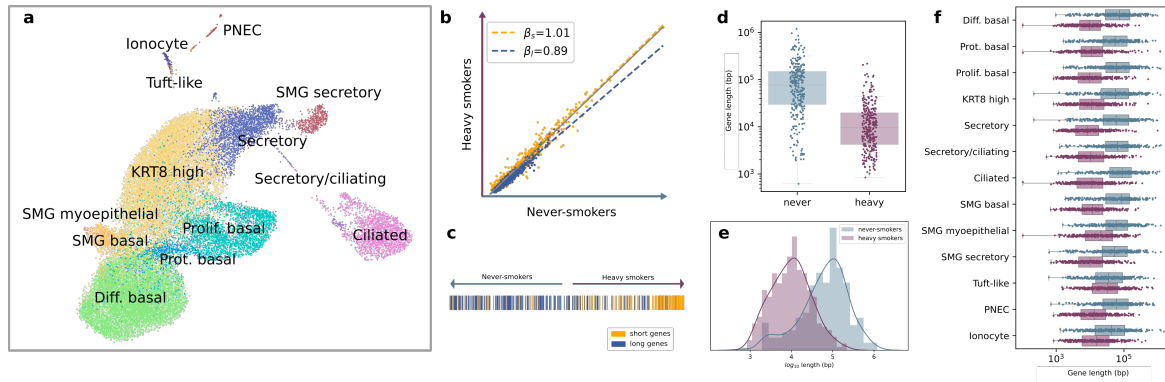 a
PNEC
Ionocyte
Tuft-like
SMG secretory
Secretory
KRT8 high
Secretory/ciliating
SMG myoepithelial
SMG basal
Prolif. basal
Ciliated
Prot. basal
Diff. basal
b
Heavy smokers
βs=1.01
βl=0.89
Never-smokers
c
Never-smokers
Heavy smokers
short genes
long genes
d
Gene length (bp)
10⁶
10⁵
10⁴
10³
never
heavy
e
never-smokers
heavy smokers
3
4
5
6
log₁₀ length (bp)
f
Diff. basal
Prot. basal
Prolif. basal
KRT8 high
Secretory
Secretory/ciliating
Ciliated
SMG basal
SMG myoepithelial
SMG secretory
Tuft-like
PNEC
Ionocyte
10³
10⁵
Gene length (bp)